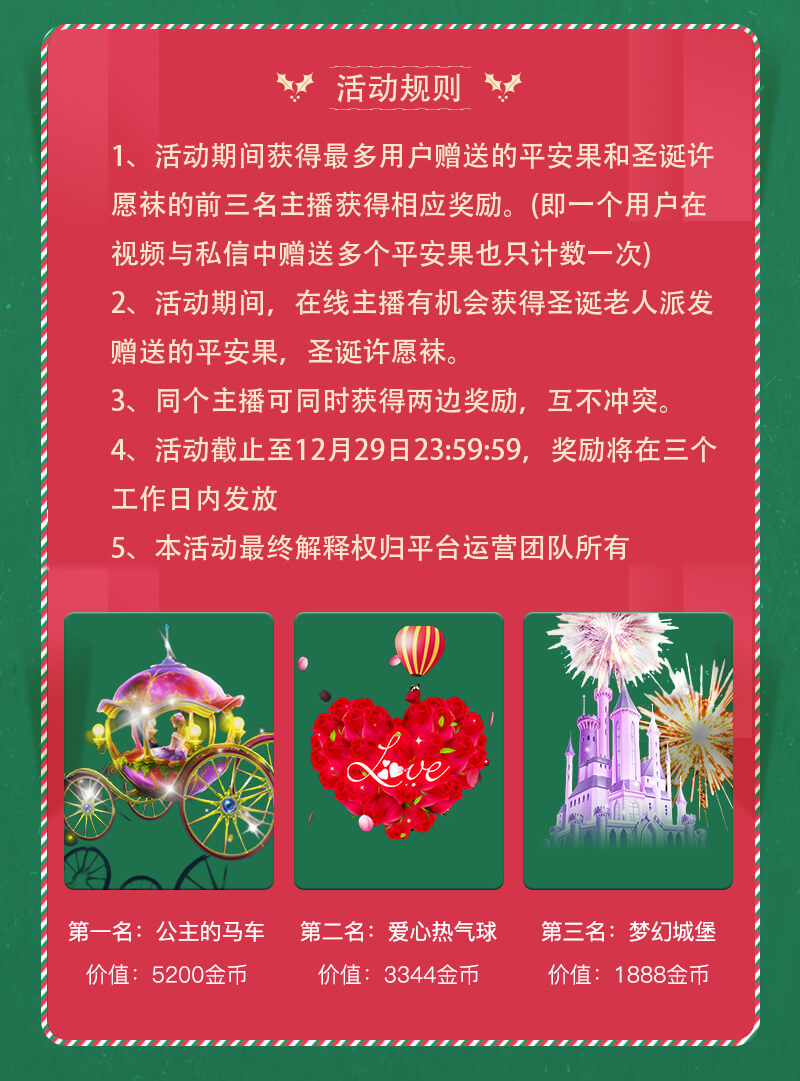 活动规则
1、活动期间获得最多用户赠送的平安果和圣诞许
愿袜的前三名主播获得相应奖励。(即一个用户在
视频与私信中赠送多个平安果也只计数一次)
2、活动期间，在线主播有机会获得圣诞老人派发
赠送的平安果，圣诞许愿袜。
3、同个主播可同时获得两边奖励，互不冲突。
4、活动截止至12月29日23:59:59，奖励将在三个
工作日内发放
5、本活动最终解释权归平台运营团队所有
Love
第一名：公主的马车
价值：5200金币
第二名：爱心热气球
价值：3344金币
第三名：梦幻城堡
价值：1888金币